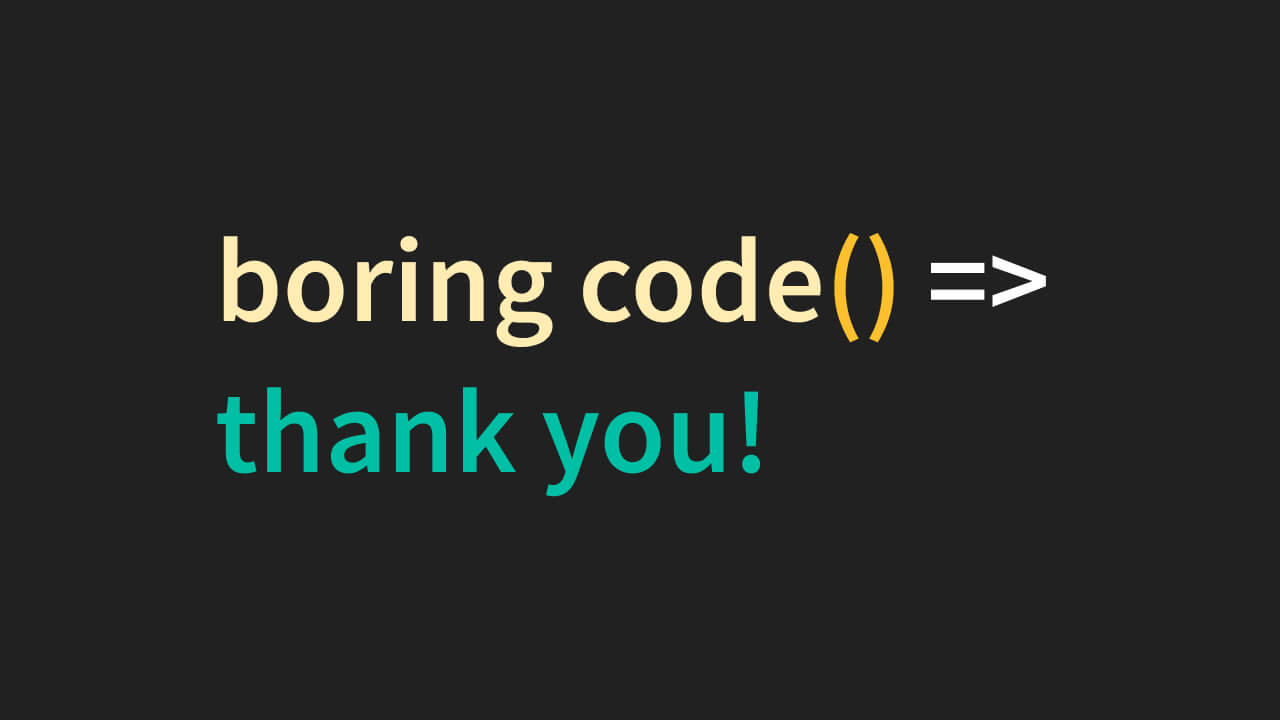 boring code() =>
thank you!